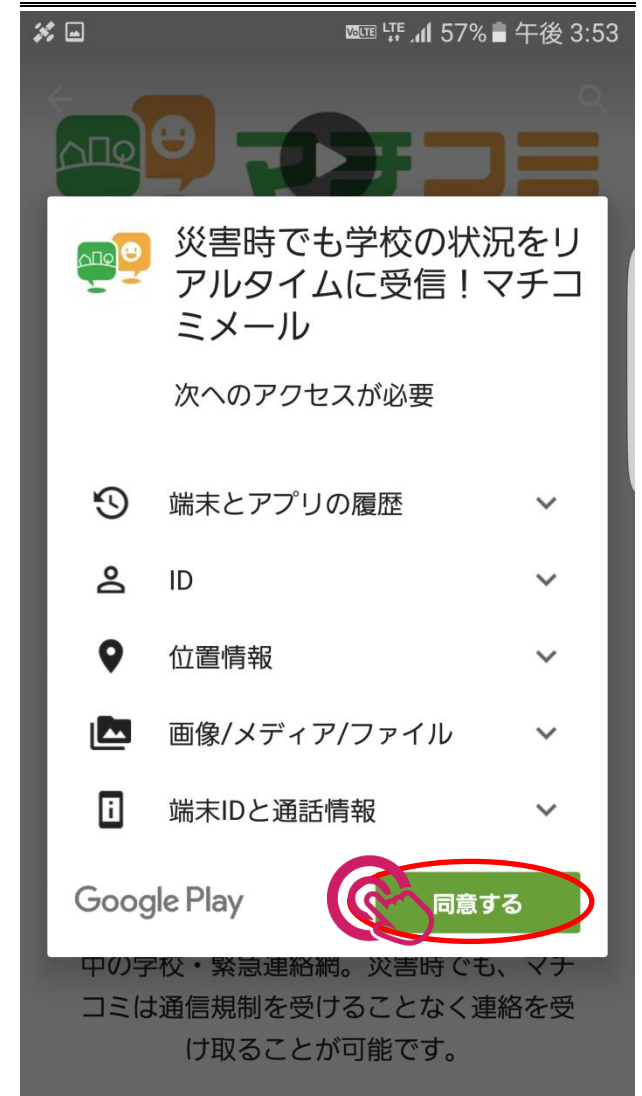 VoLTE LTE 57% 午後 3:53
マチコミ
災害時でも学校の状況をリ
アルタイムに受信！マチコ
ミメール
次へのアクセスが必要
端末とアプリの履歴
ID
位置情報
画像/メディア/ファイル
端末IDと通話情報
Google Play
同意する
中の学校・緊急連絡網。災害時でも、マチ
コミは通信規制を受けることなく連絡を受
け取ることが可能です。